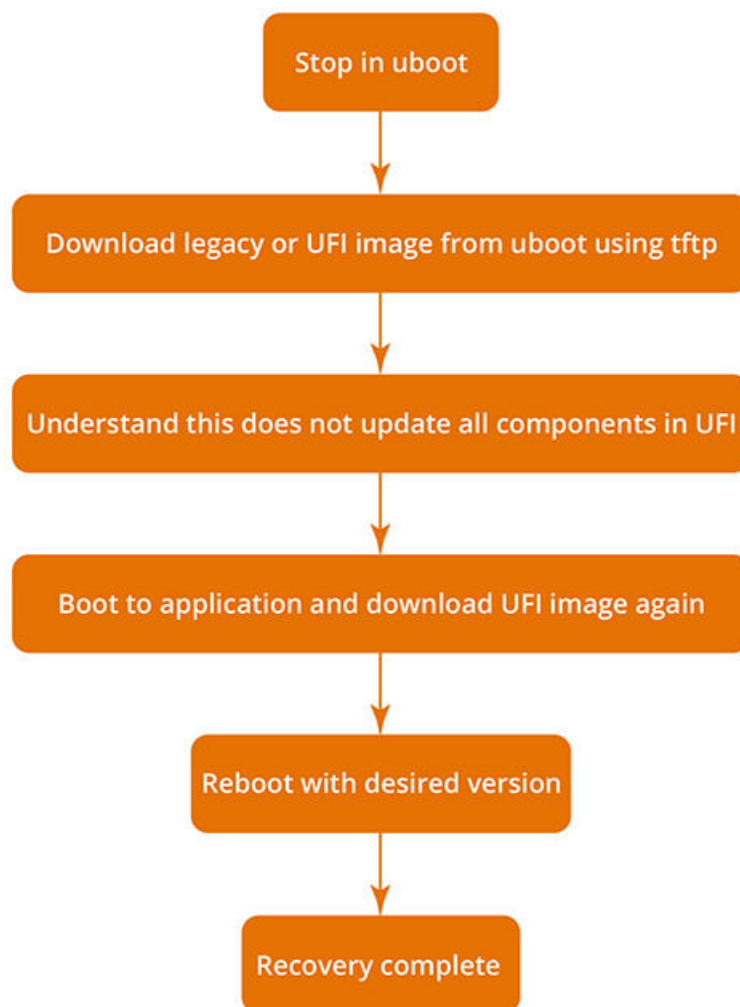 Stop in uboot
Download legacy or UFI image from uboot using tftp
Understand this does not update all components in UFI
Boot to application and download UFI image again
Reboot with desired version
Recovery complete